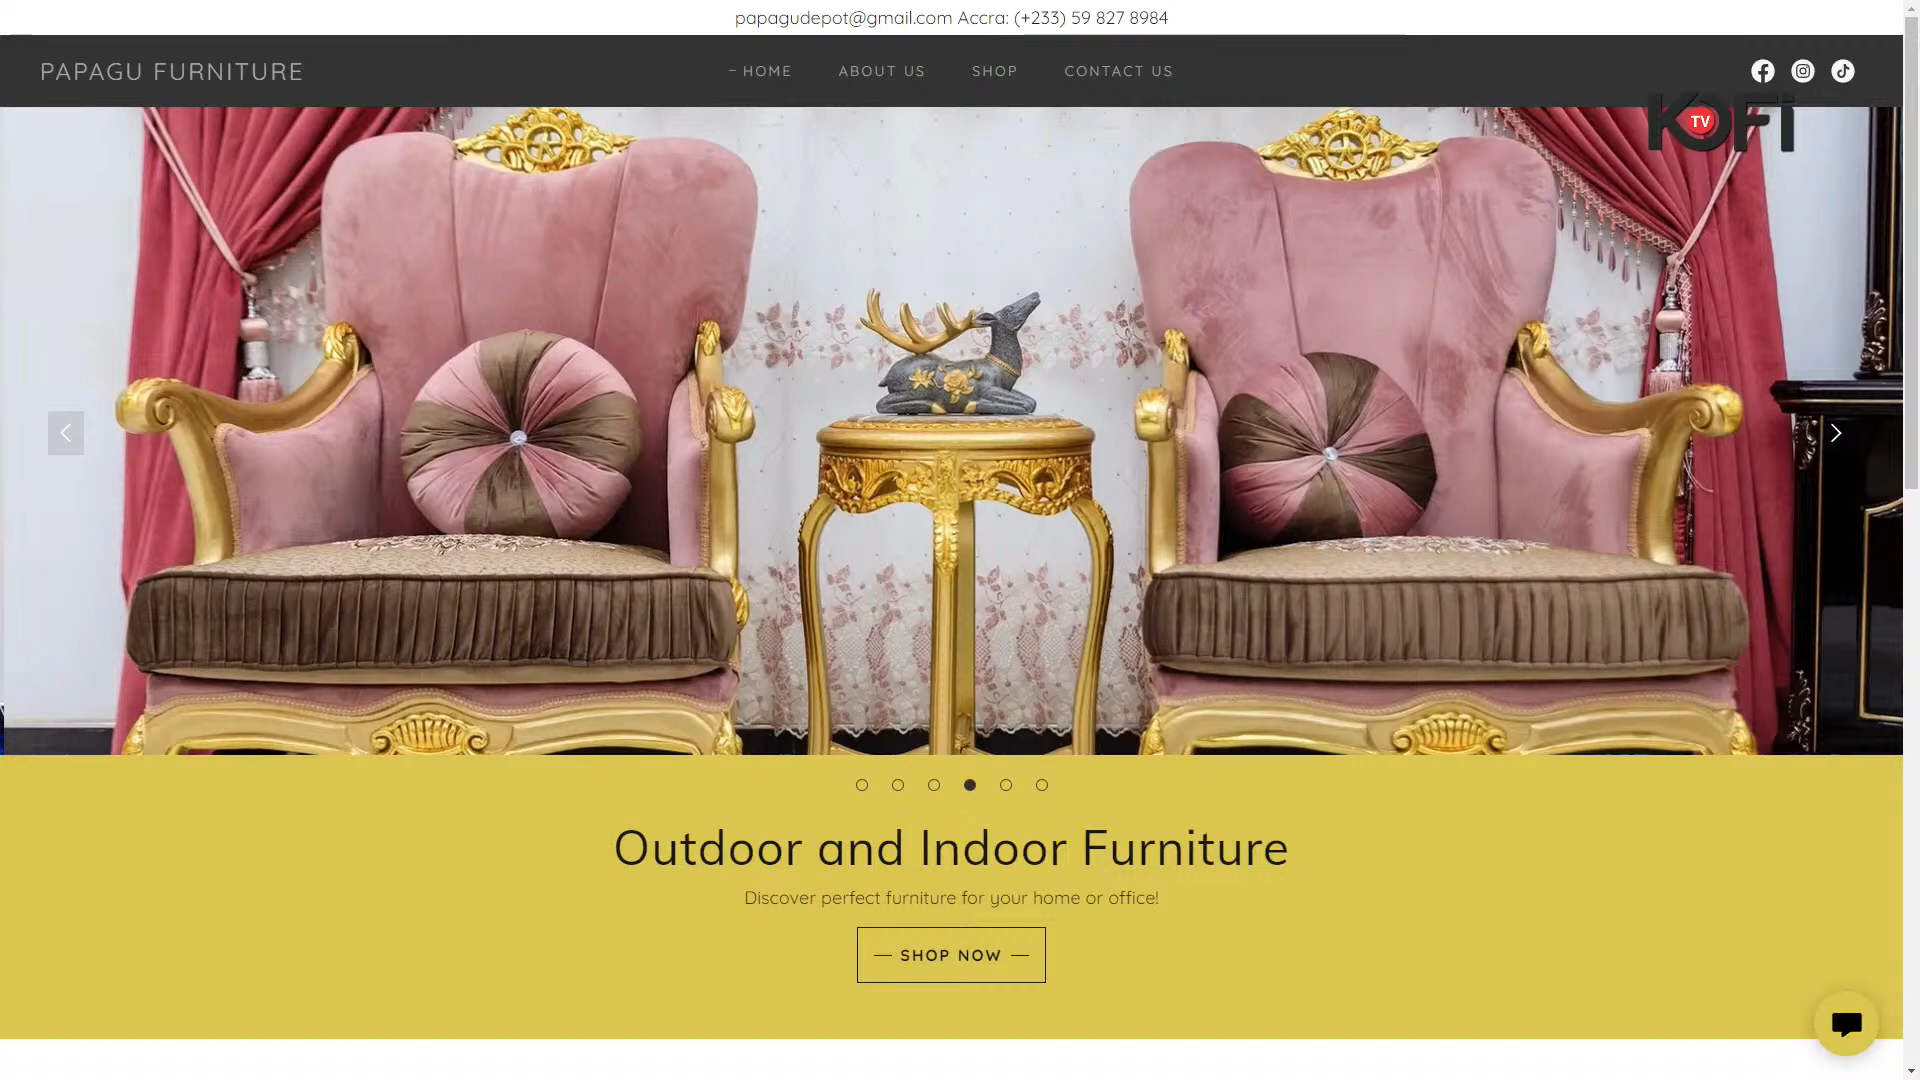 papagudepot@gmail.com Accra: (+233) 59 827 8984
PAPAGU FURNITURE
HOME
ABOUT US
SHOP
CONTACT US
KOFI TV
Outdoor and Indoor Furniture
Discover perfect furniture for your home or office!
SHOP NOW